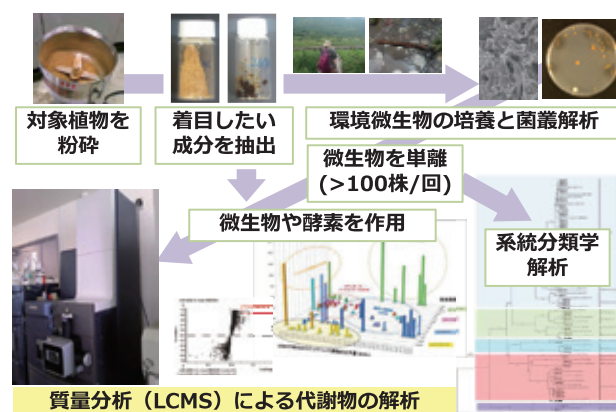 対象植物を
粉砕
着目したい
成分を抽出
環境微生物の培養と菌叢解析
微生物を単離
(>100株/回)
微生物や酵素を作用
系統分類学
解析
質量分析（LCMS）による代謝物の解析